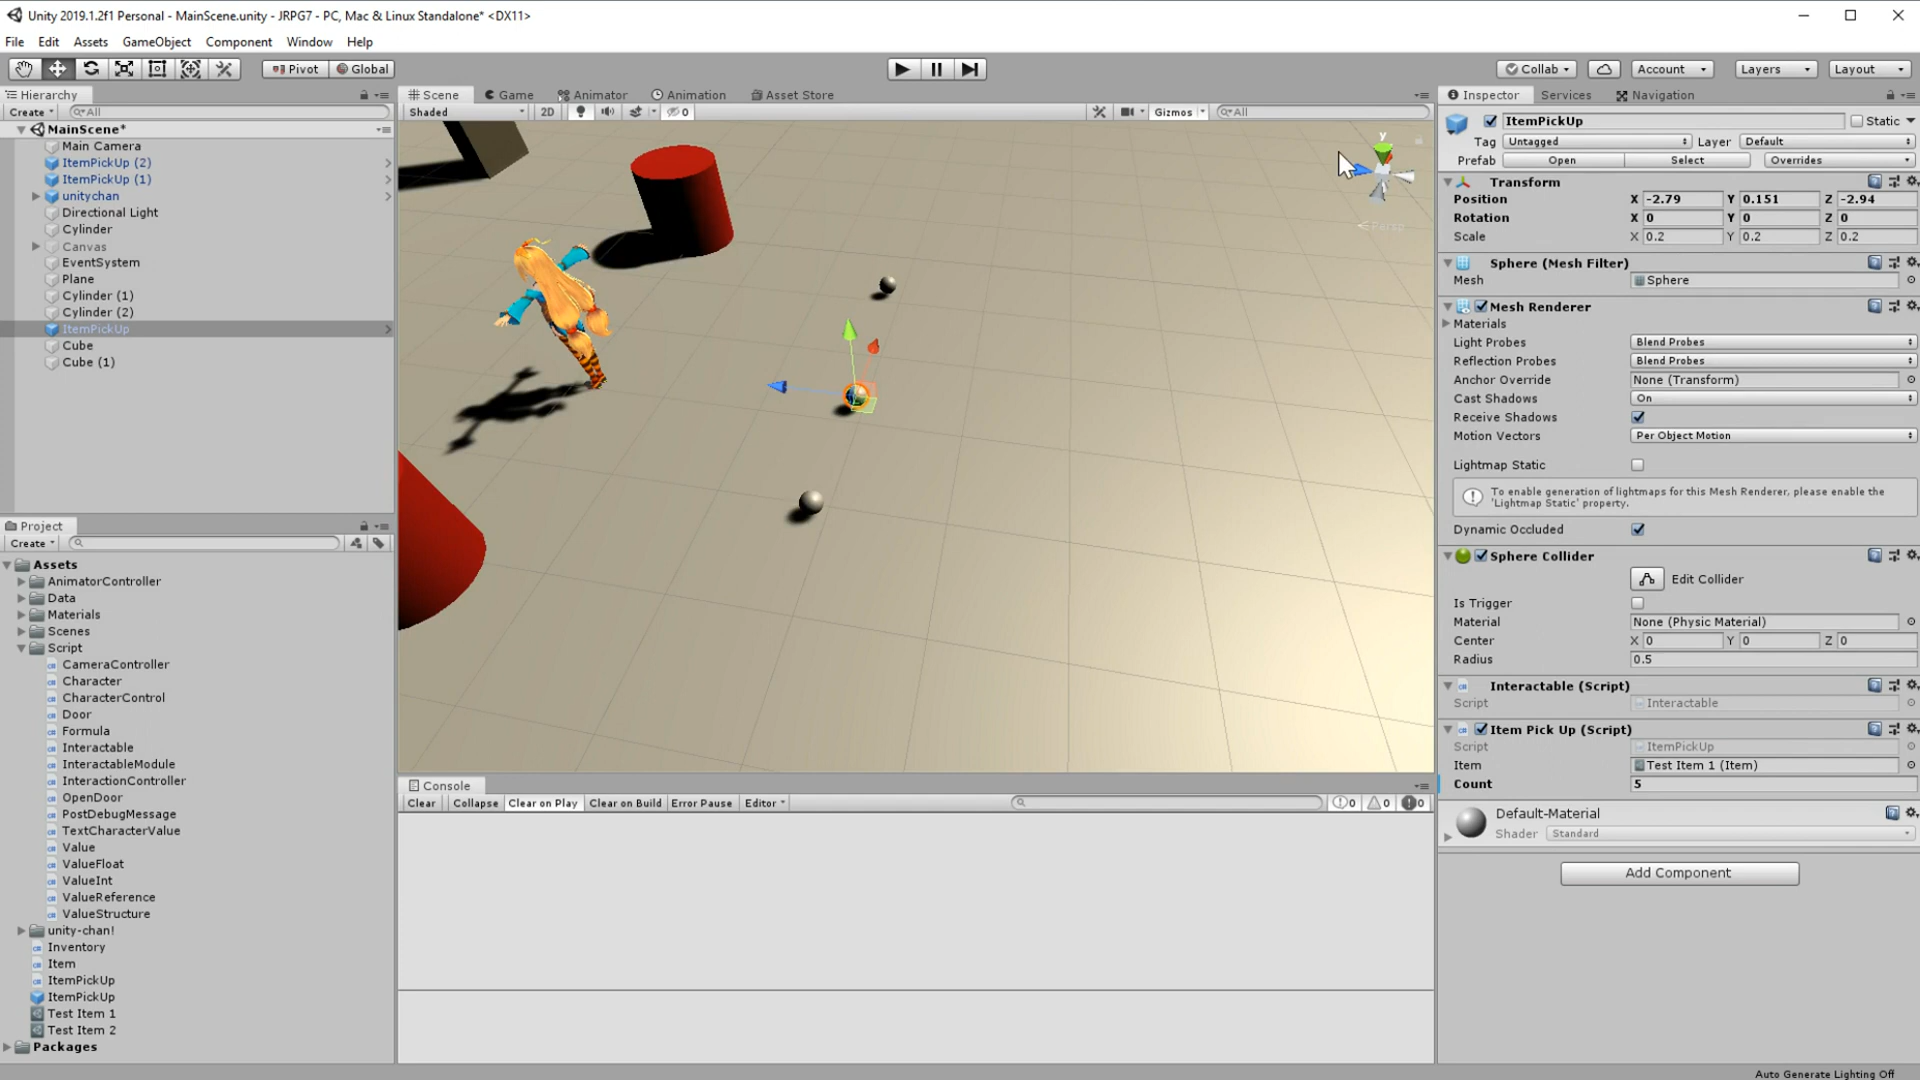 Unity 2019.1.2f1 Personal - MainScene.unity - JRPG7 - PC, Mac & Linux Standalone* <DX11>
File Edit Assets GameObject Component Window Help
Pivot Global Collab Account Layers Layout
Hierarchy
Create All
MainScene*
Main Camera
ItemPickUp (2)
ItemPickUp (1)
unitychan
Directional Light
Cylinder
Canvas
EventSystem
Plane
Cylinder (1)
Cylinder (2)
ItemPickUp
Cube
Cube (1)
Project
Create
Assets
AnimatorController
Data
Materials
Scenes
Script
CameraController
Character
CharacterControl
Door
Formula
Interactable
InteractableModule
InteractionController
OpenDoor
PostDebugMessage
TextCharacterValue
Value
ValueFloat
ValueInt
ValueReference
ValueStructure
unity-chan!
Inventory
Item
ItemPickUp
ItemPickUp
Test Item 1
Test Item 2
Packages
Scene Game Animator Animation Asset Store
Shaded 2D 0 Gizmos All
y
Persp
Console
Clear Collapse Clear on Play Clear on Build Error Pause Editor 0 0 0
Inspector Services Navigation
ItemPickUp Static
Tag Untagged Layer Default
Prefab Open Select Overrides
Transform
Position X -2.79 Y 0.151 Z -2.94
Rotation X 0 Y 0 Z 0
Scale X 0.2 Y 0.2 Z 0.2
Sphere (Mesh Filter)
Mesh Sphere
Mesh Renderer
Materials
Light Probes Blend Probes
Reflection Probes Blend Probes
Anchor Override None (Transform)
Cast Shadows On
Receive Shadows
Motion Vectors Per Object Motion
Lightmap Static
To enable generation of lightmaps for this Mesh Renderer, please enable the
'Lightmap Static' property.
Dynamic Occluded
Sphere Collider
Edit Collider
Is Trigger
Material None (Physic Material)
Center X 0 Y 0 Z 0
Radius 0.5
Interactable (Script)
Script Interactable
Item Pick Up (Script)
Script ItemPickUp
Item Test Item 1 (Item)
Count 5
Default-Material
Shader Standard
Add Component
Auto Generate Lighting Off